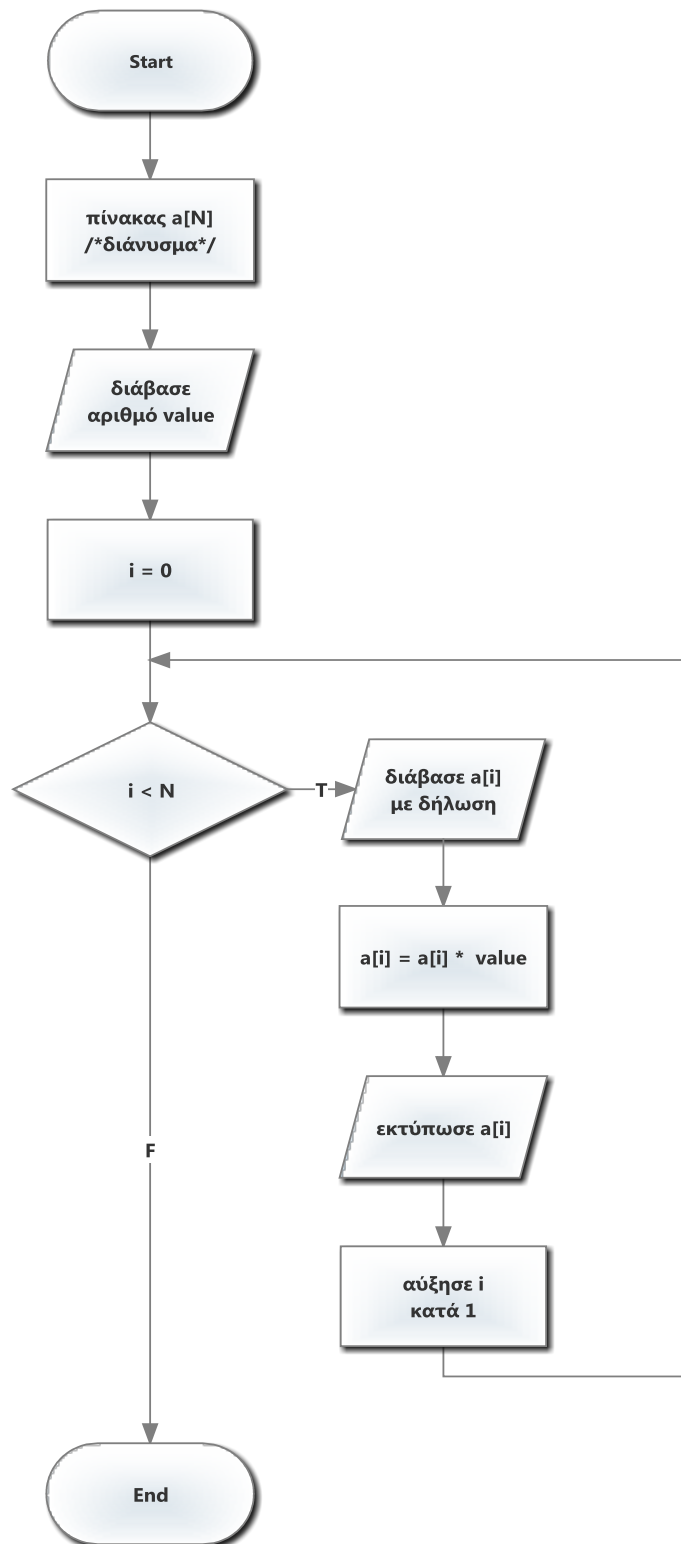 Start
πίνακας a[N]
/*διάνυσμα*/
διάβασε
αριθμό value
i = 0
i < N
T
διάβασε a[i]
με δήλωση
a[i] = a[i] *  value
εκτύπωσε a[i]
αύξησε i
κατά 1
F
End